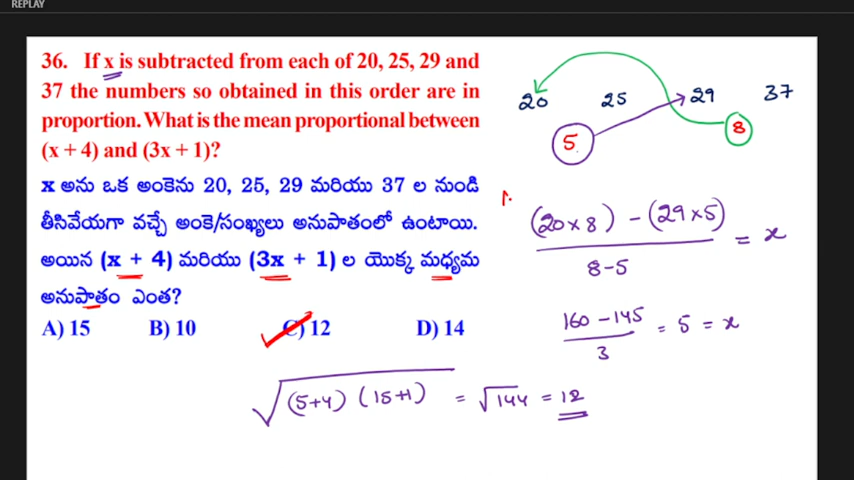 REPLAY
36. If x is subtracted from each of 20, 25, 29 and
37 the numbers so obtained in this order are in
proportion. What is the mean proportional between
(x + 4) and (3x + 1)?
x అను ఒక అంకెను 20, 25, 29 మరియు 37 ల నుండి
తీసివేయగా వచ్చే అంకె/సంఖ్యలు అనుపాతంలో ఉంటాయి.
అయిన (x + 4) మరియు (3x + 1) ల యొక్క మధ్యమ
అనుపాతం ఎంత?
A) 15 B) 10 C) 12 D) 14
20 25 29 37
5 8
(20 x 8) - (29 x 5)
8-5
= x
160 - 145
3
= 5 = x
√(5+4) (15+1) = √144 = 12